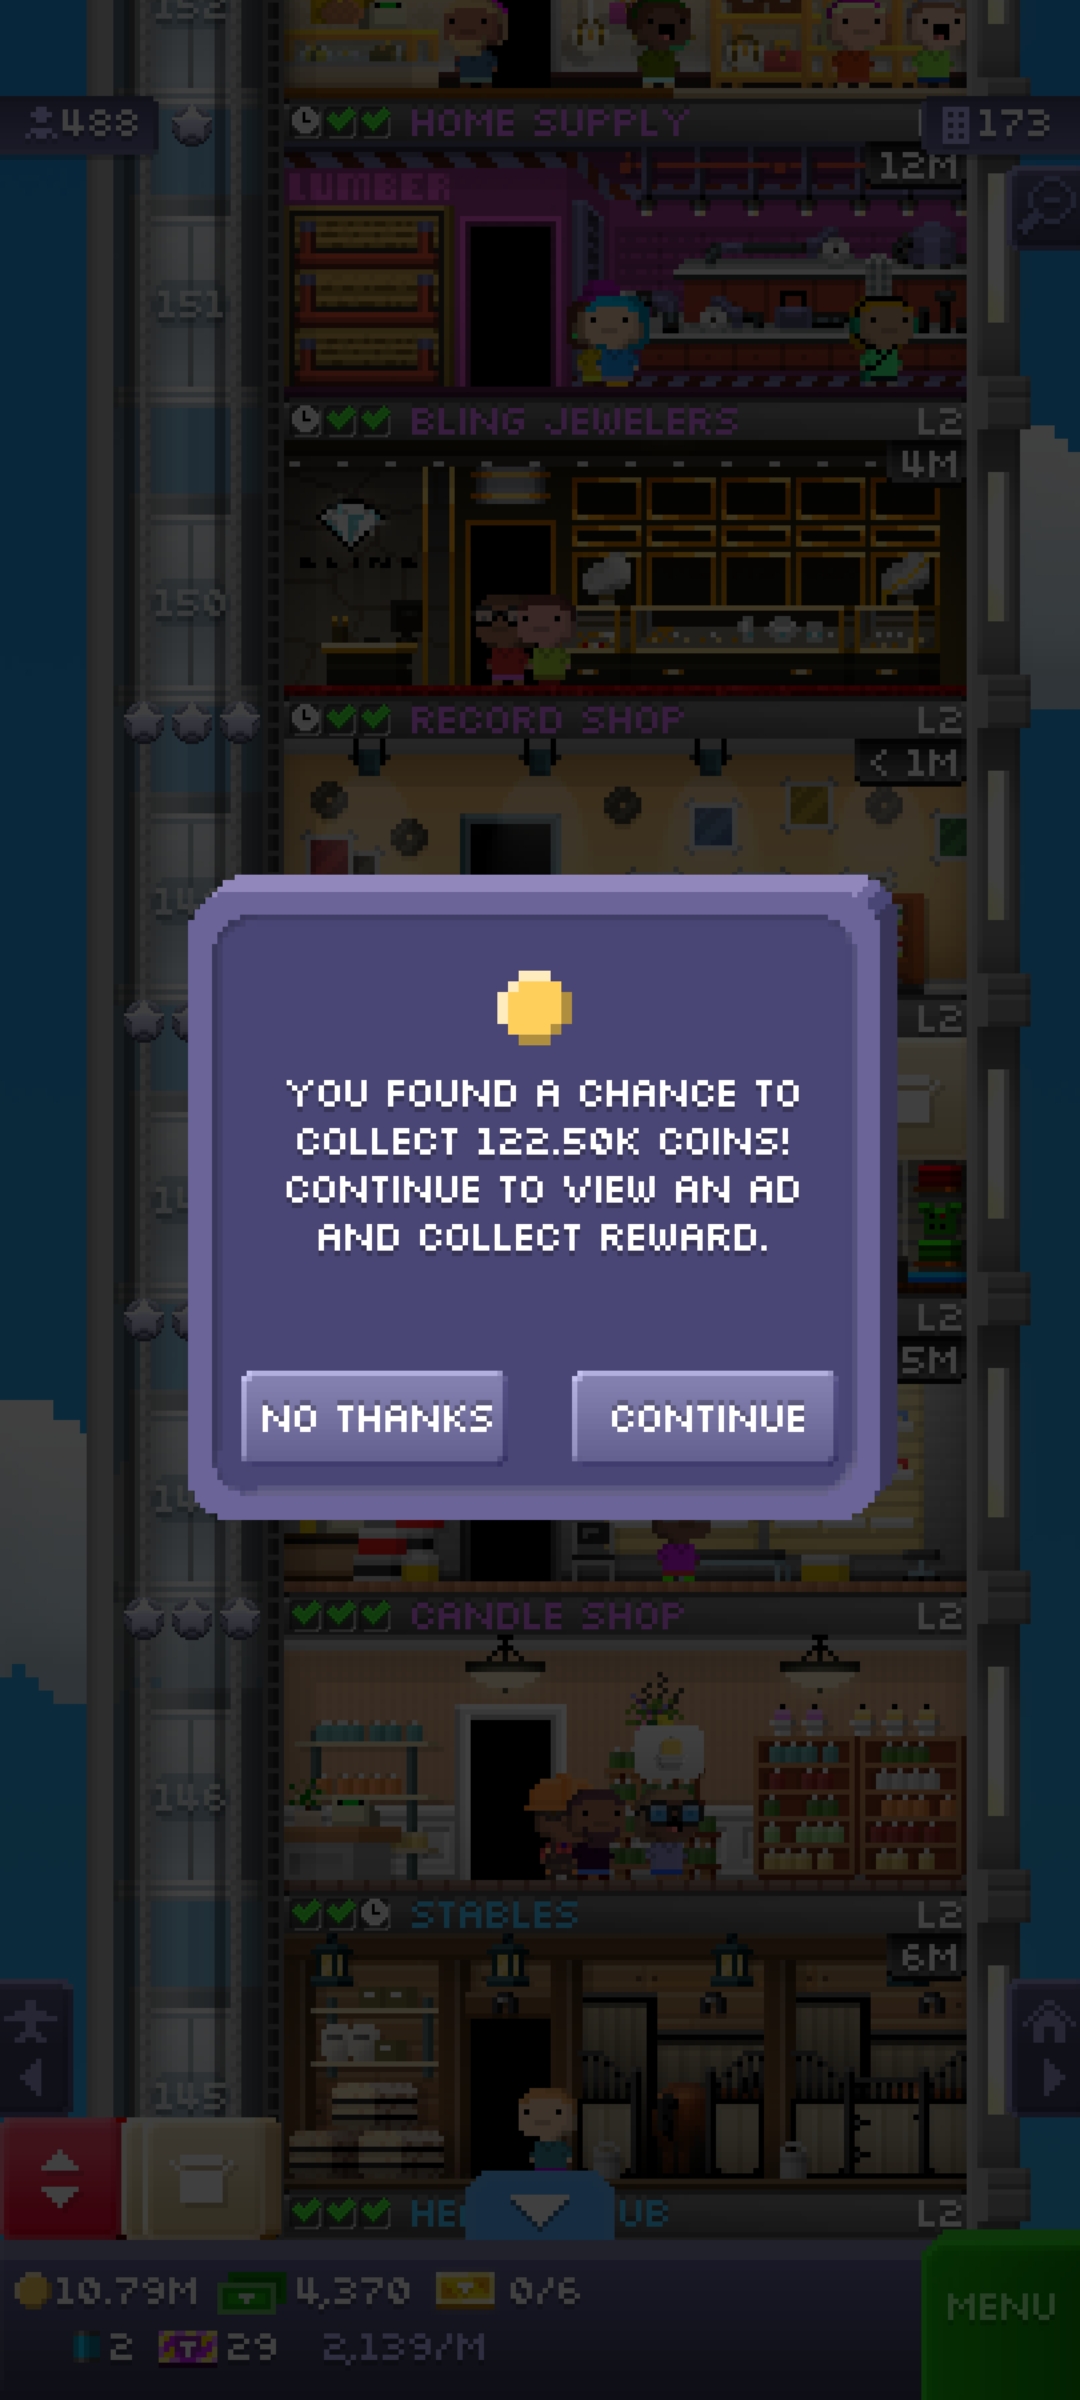 152
488
HOME SUPPLY
173
12M
LUMBER
151
BLING JEWELERS
L2
4M
BLING
150
RECORD SHOP
L2
< 1M
L2
YOU FOUND A CHANCE TO
COLLECT 122.50K COINS!
CONTINUE TO VIEW AN AD
AND COLLECT REWARD.
L2
5M
NO THANKS
CONTINUE
CANDLE SHOP
L2
146
STABLES
L2
6M
145
L2
10.79M
4,370
0/6
MENU
2
29
2,139/M